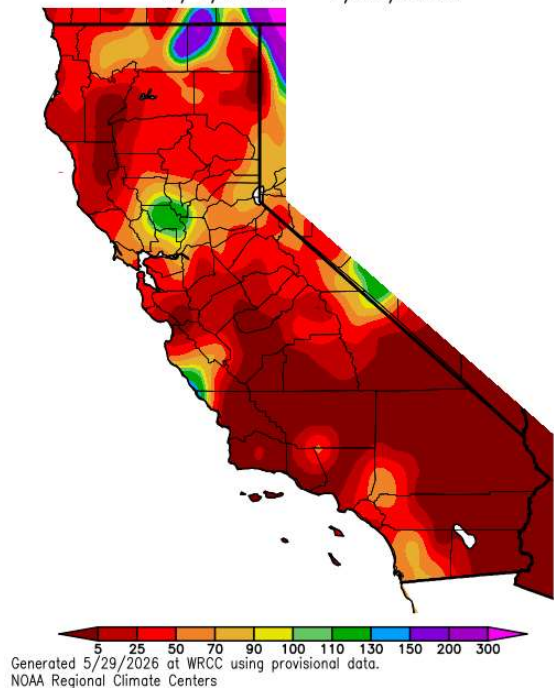 5 25 50 70 90 100 110 130 150 200 300
Generated 5/29/2026 at WRCC using provisional data.
NOAA Regional Climate Centers